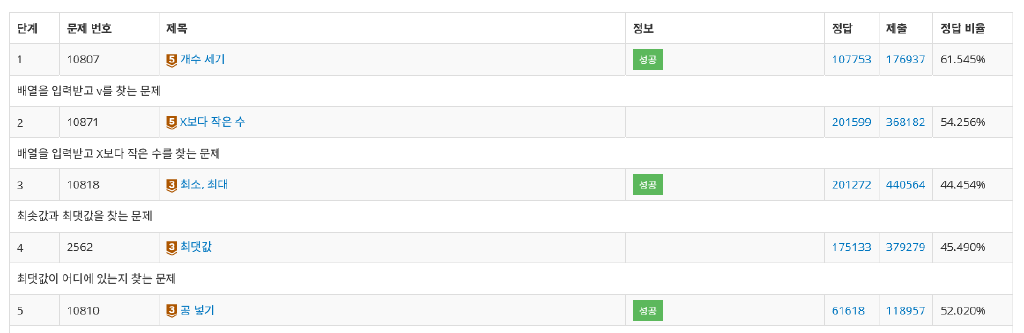 단계 문제 번호 제목 정보 정답 제출 정답 비율
1 10807 5 개수 세기 성공 107753 176937 61.545%
배열을 입력받고 v를 찾는 문제
2 10871 5 X보다 작은 수 201599 368182 54.256%
배열을 입력받고 X보다 작은 수를 찾는 문제
3 10818 3 최소, 최대 성공 201272 440564 44.454%
최솟값과 최댓값을 찾는 문제
4 2562 3 최댓값 175133 379279 45.490%
최댓값이 어디에 있는지 찾는 문제
5 10810 3 공 넣기 성공 61618 118957 52.020%